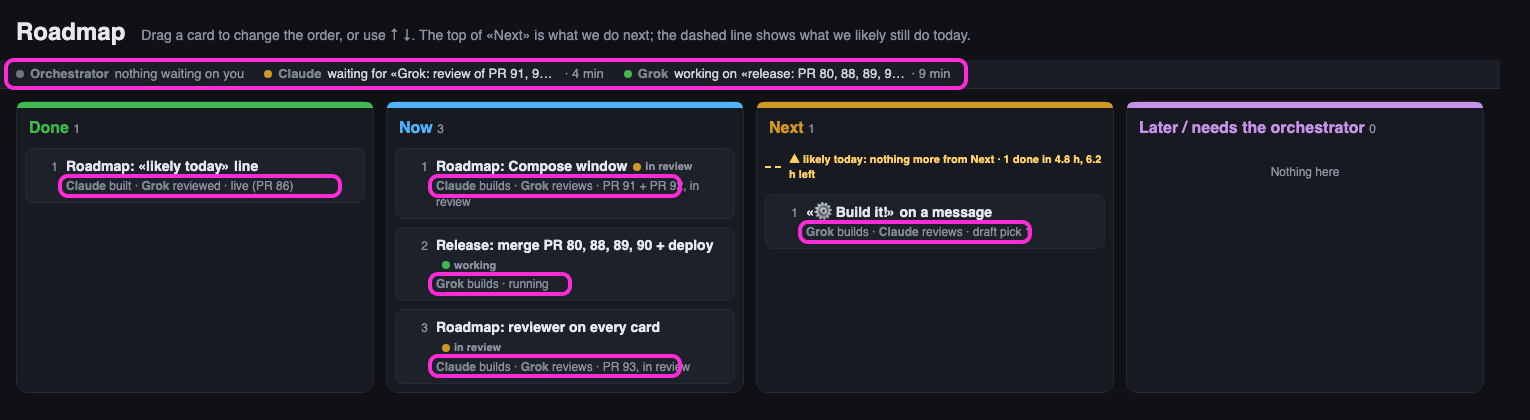 Roadmap Drag a card to change the order, or use ↑ ↓. The top of «Next» is what we do next; the dashed line shows what we likely still do today.
Orchestrator nothing waiting on you Claude waiting for «Grok: review of PR 91, 9… · 4 min Grok working on «release: PR 80, 88, 89, 9… · 9 min
Done 1
1 Roadmap: «likely today» line
Claude built · Grok reviewed · live (PR 86)
Now 3
1 Roadmap: Compose window in review
Claude builds · Grok reviews · PR 91 + PR 92, in
review
2 Release: merge PR 80, 88, 89, 90 + deploy
working
Grok builds · running
3 Roadmap: reviewer on every card
in review
Claude builds · Grok reviews · PR 93, in review
Next 1
▲ likely today: nothing more from Next · 1 done in 4.8 h, 6.2
h left
1 «⚙️ Build it!» on a message
Grok builds · Claude reviews · draft pick
Later / needs the orchestrator 0
Nothing here